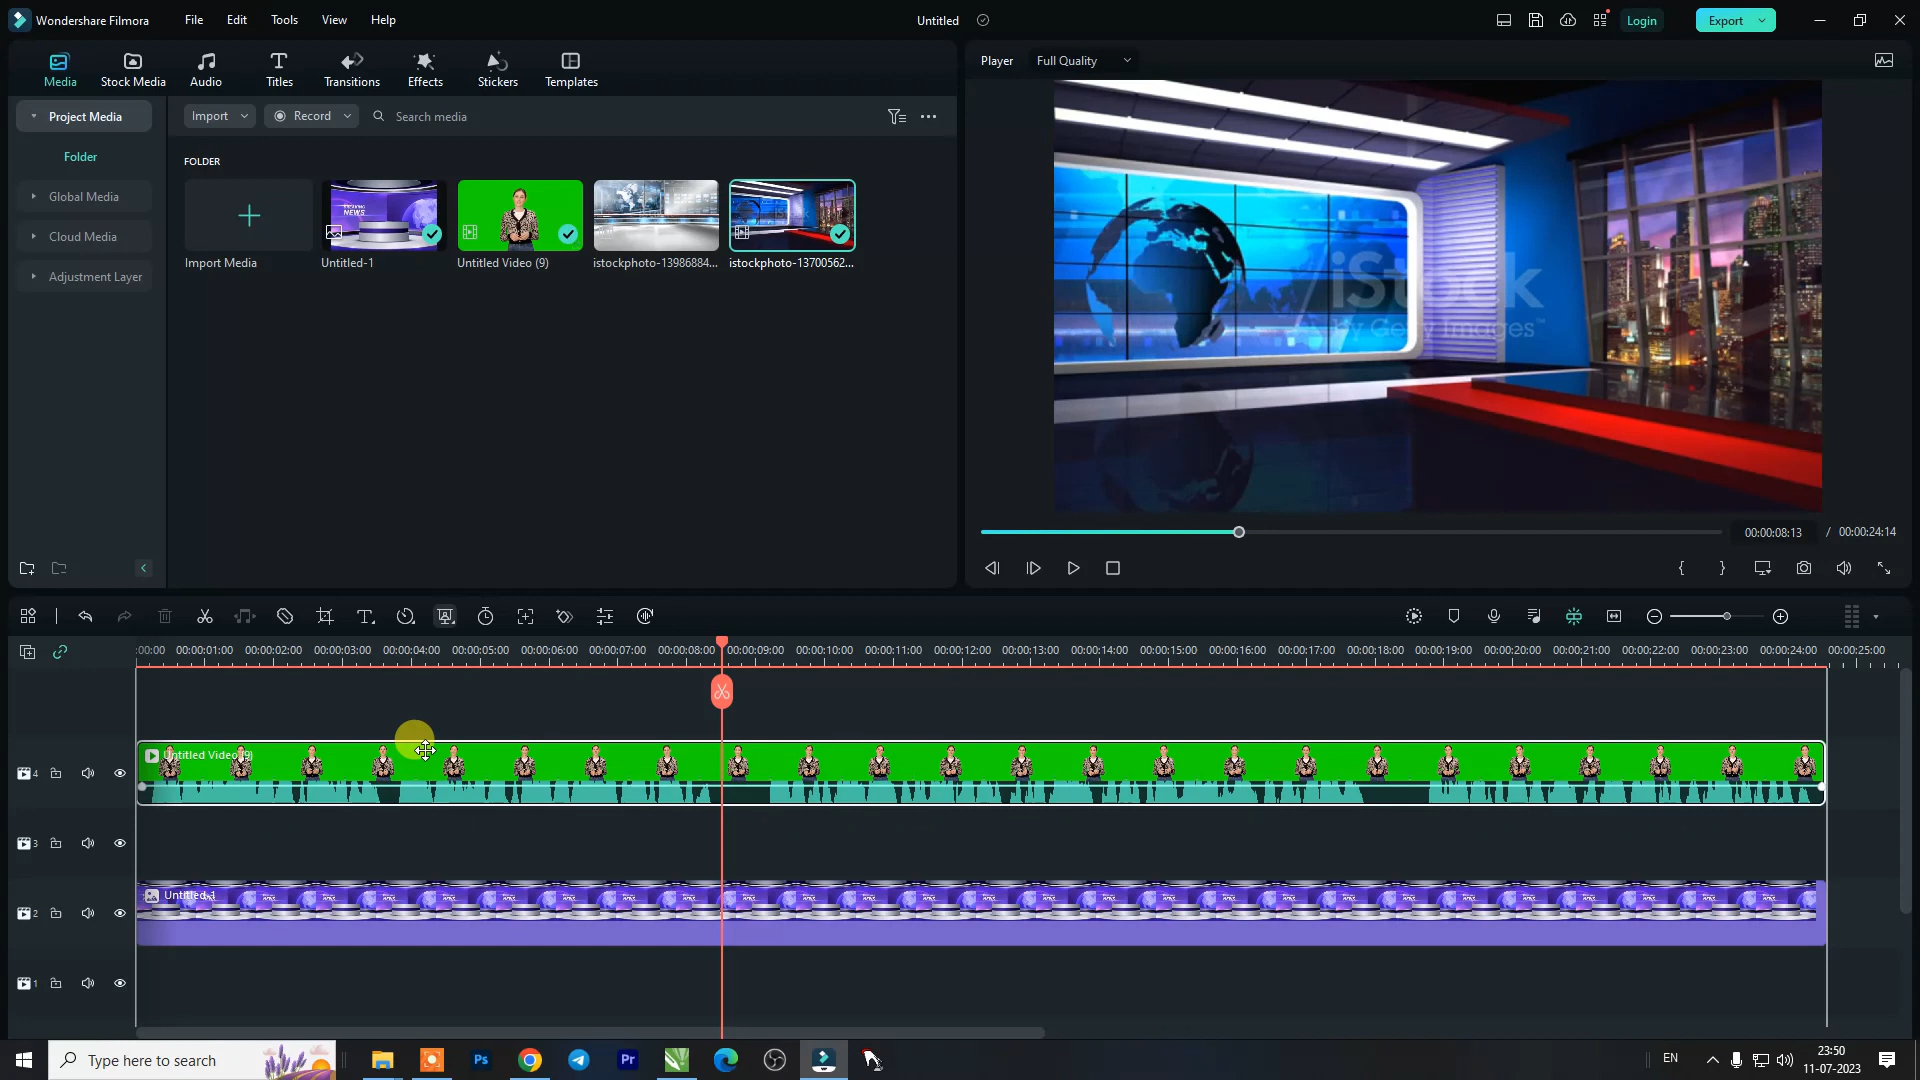 Wondershare Filmora
File Edit Tools View Help
Untitled
Login
Export
Media
Stock Media
Audio
Titles
Transitions
Effects
Stickers
Templates
Player
Full Quality
Project Media
Import
Record
Search media
Folder
Global Media
Cloud Media
Adjustment Layer
FOLDER
BREAKING
NEWS
Import Media
Untitled-1
Untitled Video (9)
istockphoto-13986884...
istockphoto-13700562...
iStock
by Getty Images™
00:00:08:13 / 00:00:24:14
:00:00 00:00:01:00 00:00:02:00 00:00:03:00 00:00:04:00 00:00:05:00 00:00:06:00 00:00:07:00 00:00:08:00 00:00:09:00 00:00:10:00 00:00:11:00 00:00:12:00 00:00:13:00 00:00:14:00 00:00:15:00 00:00:16:00 00:00:17:00 00:00:18:00 00:00:19:00 00:00:20:00 00:00:21:00 00:00:22:00 00:00:23:00 00:00:24:00 00:00:25:00
Untitled Video (9)
4
3
Untitled-1
2
1
Type here to search
Ps
Pr
EN
23:50
11-07-2023